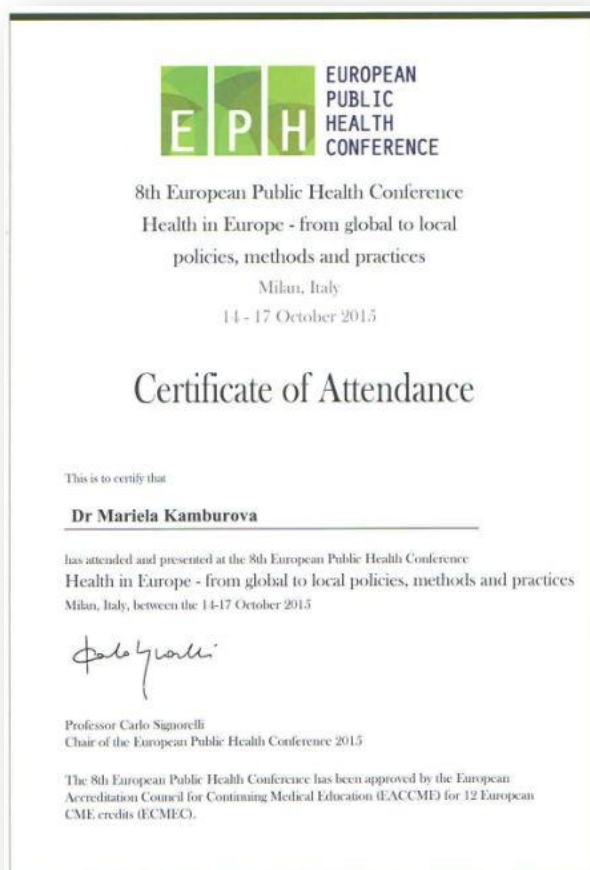 EPH
EUROPEAN
PUBLIC
HEALTH
CONFERENCE
8th European Public Health Conference
Health in Europe - from global to local
policies, methods and practices
Milan, Italy
14 - 17 October 2015
Certificate of Attendance
This is to certify that
Dr Mariela Kamburova
has attended and presented at the 8th European Public Health Conference
Health in Europe - from global to local policies, methods and practices
Milan, Italy, between the 14-17 October 2015
Professor Carlo Signorelli
Chair of the European Public Health Conference 2015
The 8th European Public Health Conference has been approved by the European
Accreditation Council for Continuing Medical Education (EACCME) for 12 European
CME credits (ECMEC).